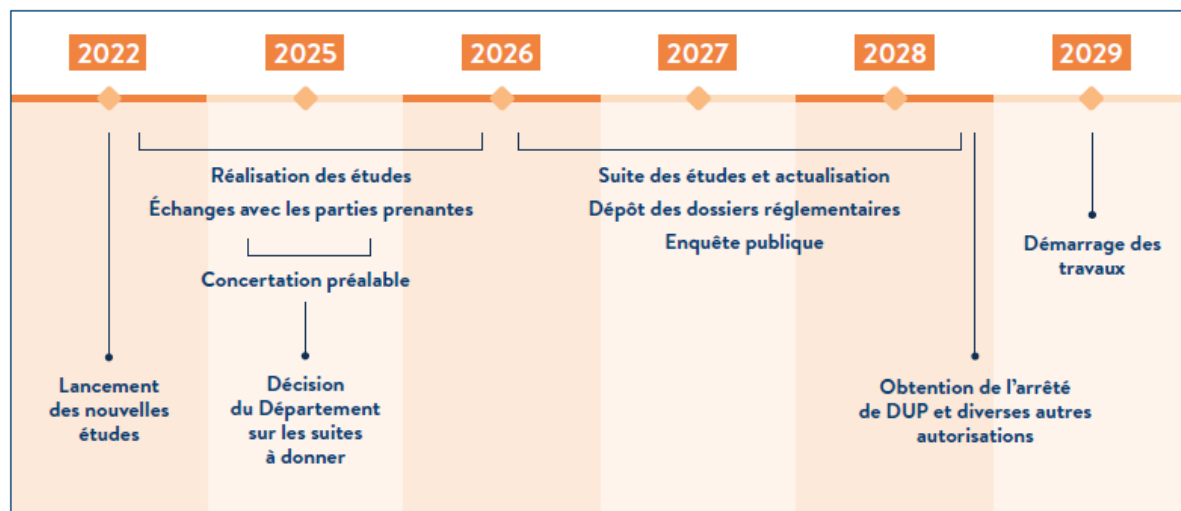 2022
2025
2026
2027
2028
2029
Réalisation des études
Échanges avec les parties prenantes
Concertation préalable
Suite des études et actualisation
Dépôt des dossiers réglementaires
Enquête publique
Démarrage des
travaux
Lancement
des nouvelles
études
Décision
du Département
sur les suites
à donner
Obtention de l'arrêté
de DUP et diverses autres
autorisations